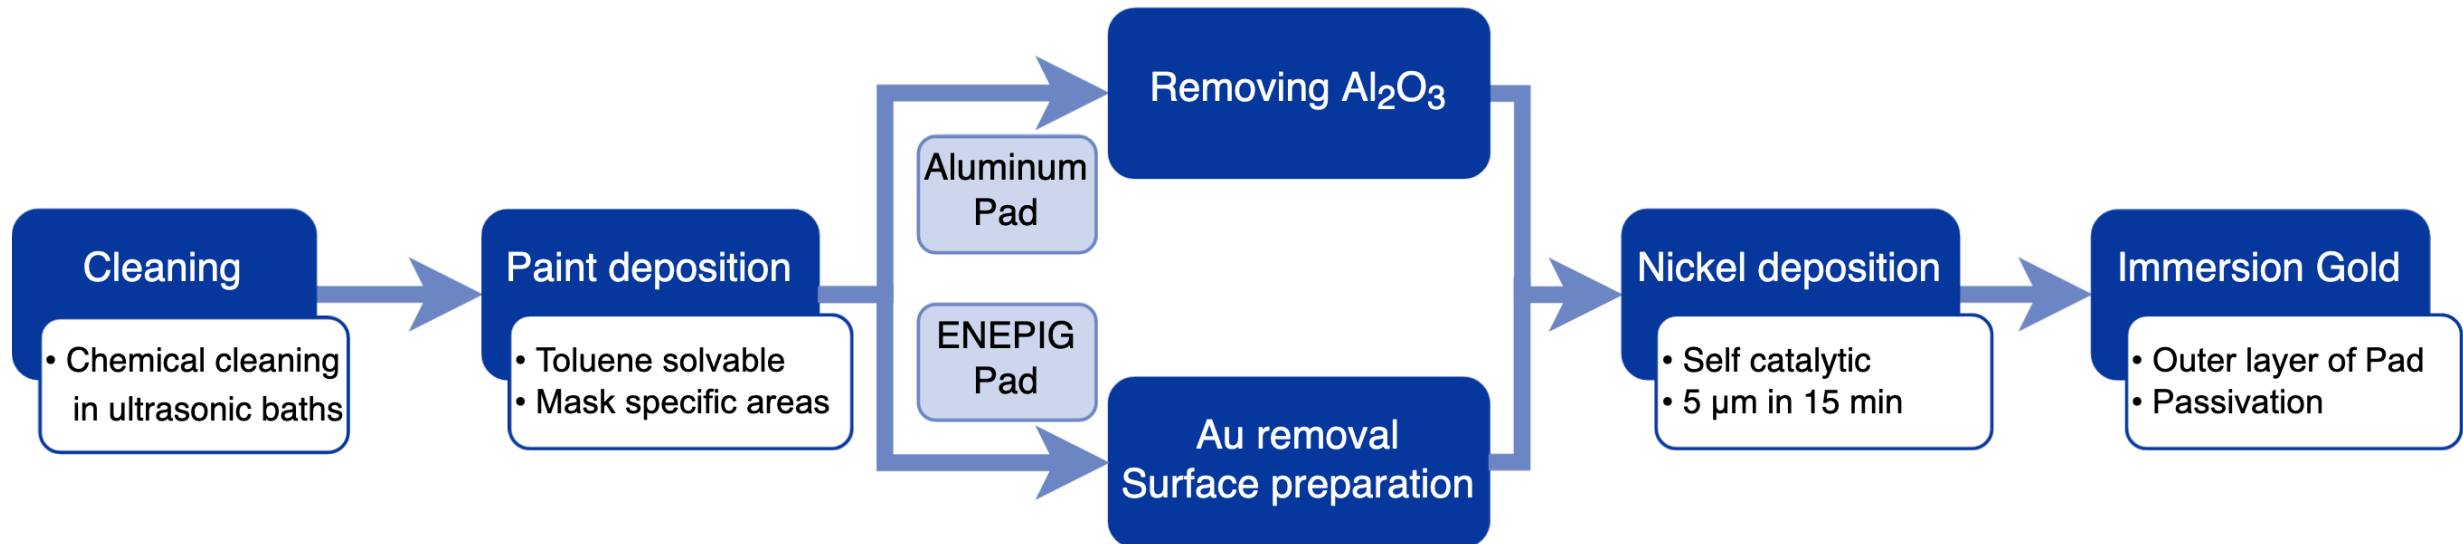 Cleaning
• Chemical cleaning
in ultrasonic baths
Paint deposition
• Toluene solvable
• Mask specific areas
Aluminum
Pad
ENEPIG
Pad
Removing Al₂O₃
Au removal
Surface preparation
Nickel deposition
• Self catalytic
• 5 µm in 15 min
Immersion Gold
• Outer layer of Pad
• Passivation